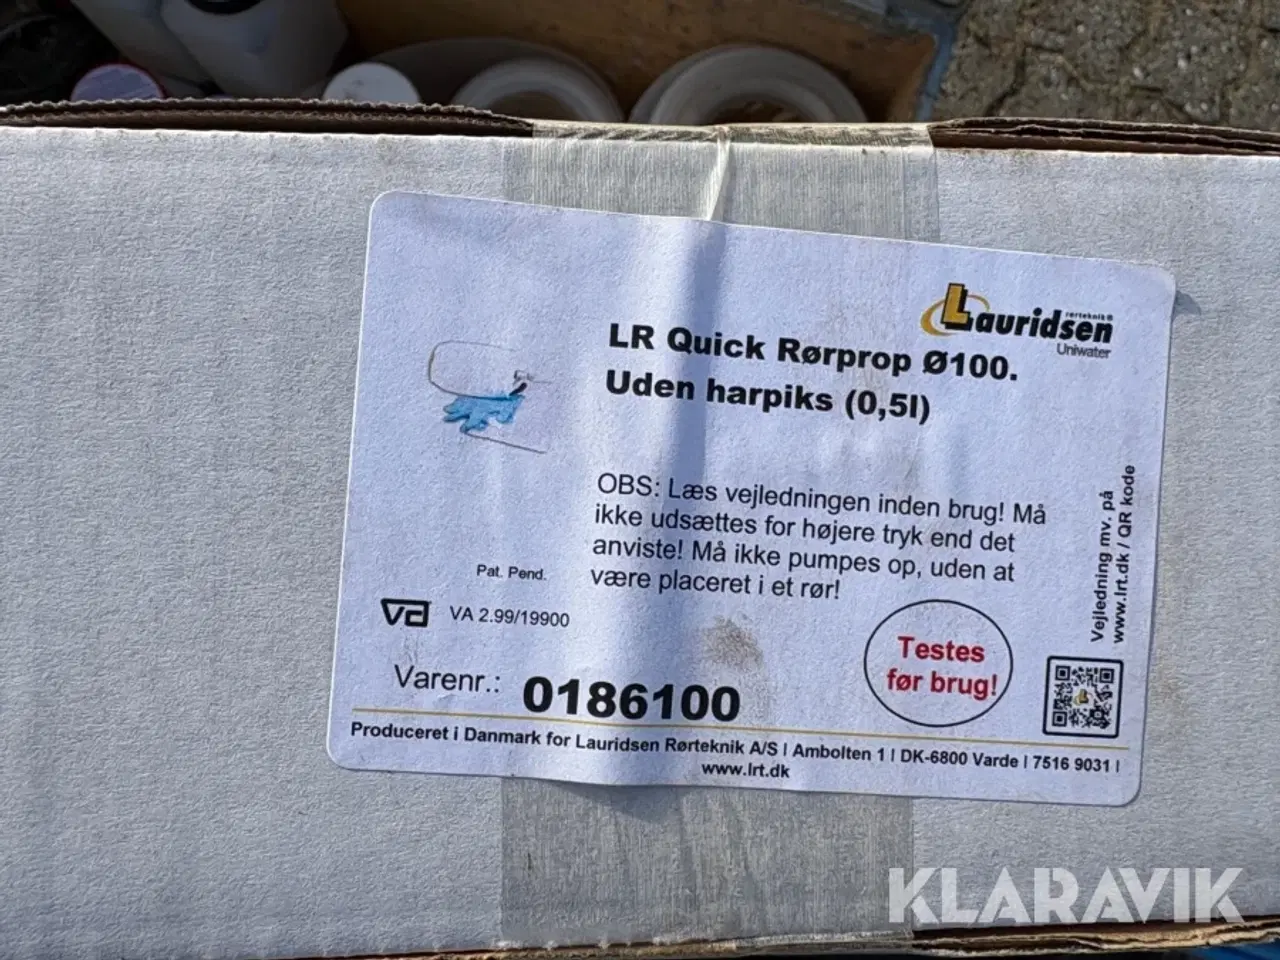 Lauridsen
rørteknik®
Uniwater
LR Quick Rørprop Ø100.
Uden harpiks (0,5l)
OBS: Læs vejledningen inden brug! Må
ikke udsættes for højere tryk end det
anviste! Må ikke pumpes op, uden at
være placeret i et rør!
Pat. Pend.
va VA 2.99/19900
Testes
før brug!
Vejledning mv. på
www.lrt.dk / QR kode
Varenr.: 0186100
Produceret i Danmark for Lauridsen Rørteknik A/S | Ambolten 1 | DK-6800 Varde | 7516 9031 |
www.lrt.dk
KLARAVIK